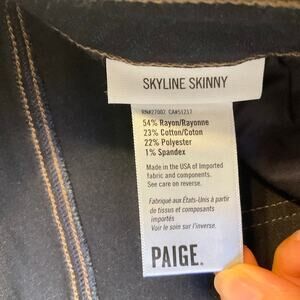 SKYLINE SKINNY
RN#27002 CA#51217
54% Rayon/Rayonne
23% Cotton/Coton
22% Polyester
1% Spandex
Made in the USA of Imported
fabric and components.
See care on reverse.
Fabriqué aux États-Unis à partir
de tissus et composants
importés
Voir le soin sur l'inverse.
PAIGE.